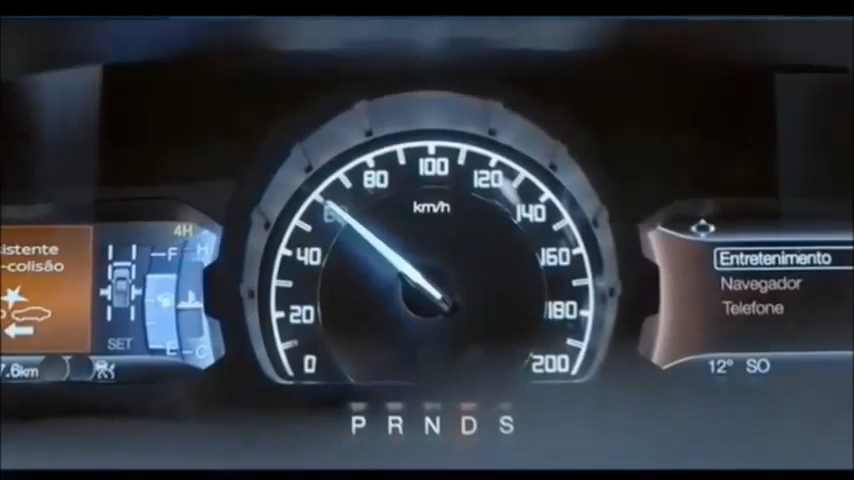 100
80
120
km/h
60
140
40
160
20
180
0
200
4H
F
H
istente
-colisão
SET
E
C
7.6km
Entretenimento
Navegador
Telefone
12° SO
P R N D S